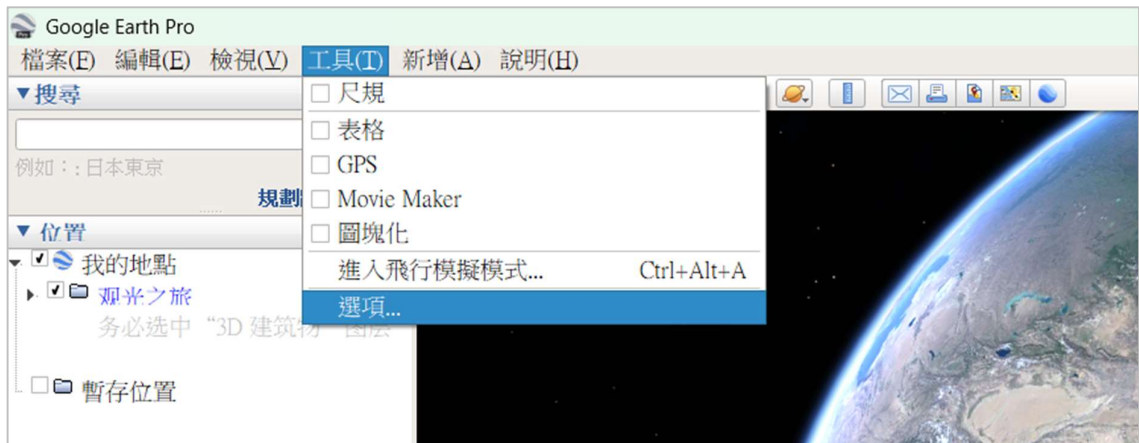 Google Earth Pro
檔案(F) 編輯(E) 檢視(V) 工具(T) 新增(A) 說明(H)
▼搜尋
例如：: 日本東京
規劃
尺規
表格
GPS
Movie Maker
圖塊化
進入飛行模擬模式... Ctrl+Alt+A
選項...
▼ 位置
我的地點
观光之旅
务必选中“3D 建筑物”图层
暫存位置